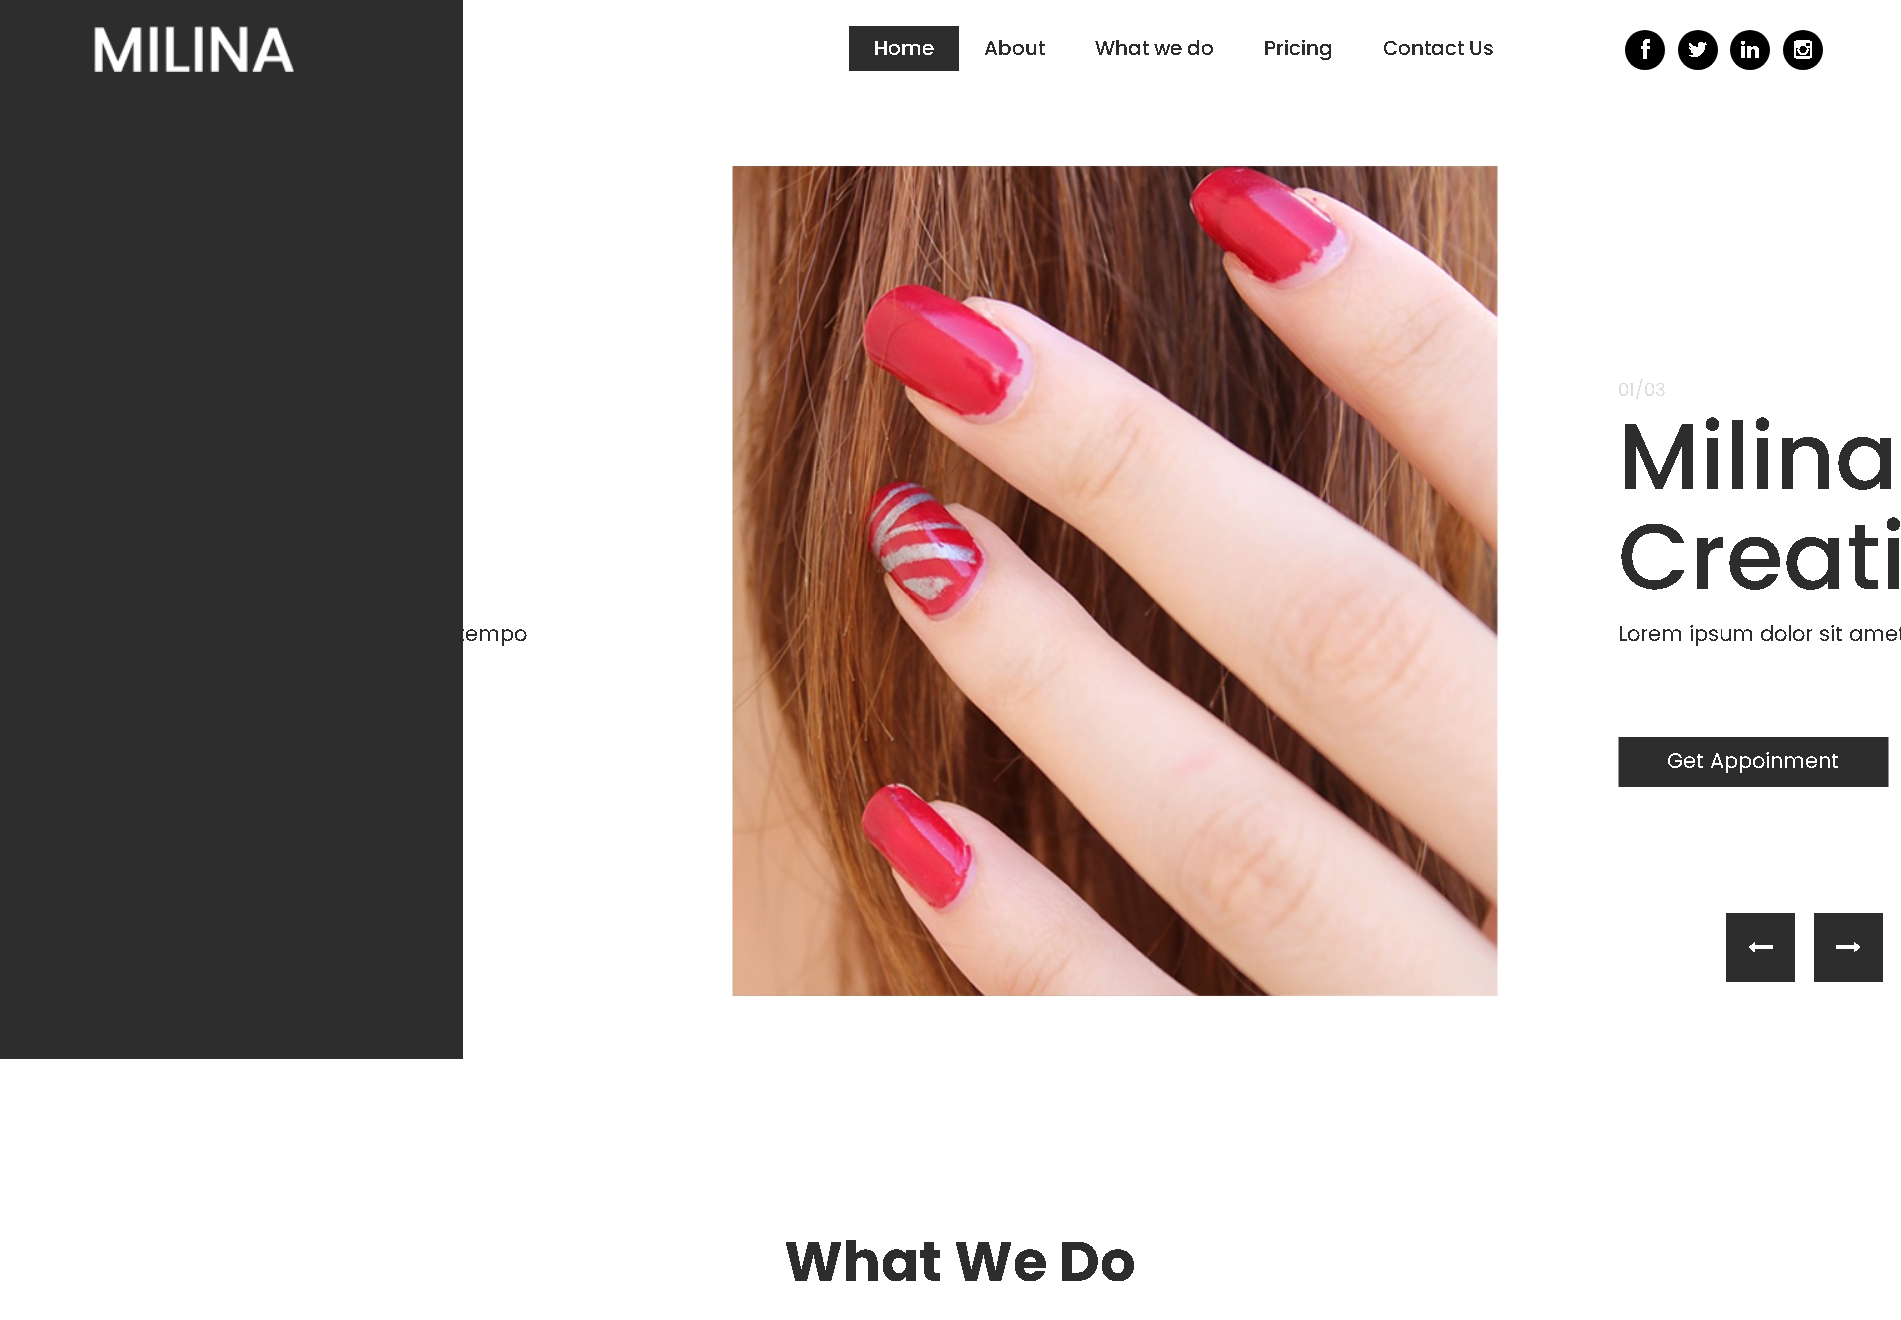 MILINA
Home About What we do Pricing Contact Us
01/03
Milina
Creati
tempo
Lorem ipsum dolor sit amet
Get Appoinment
What We Do